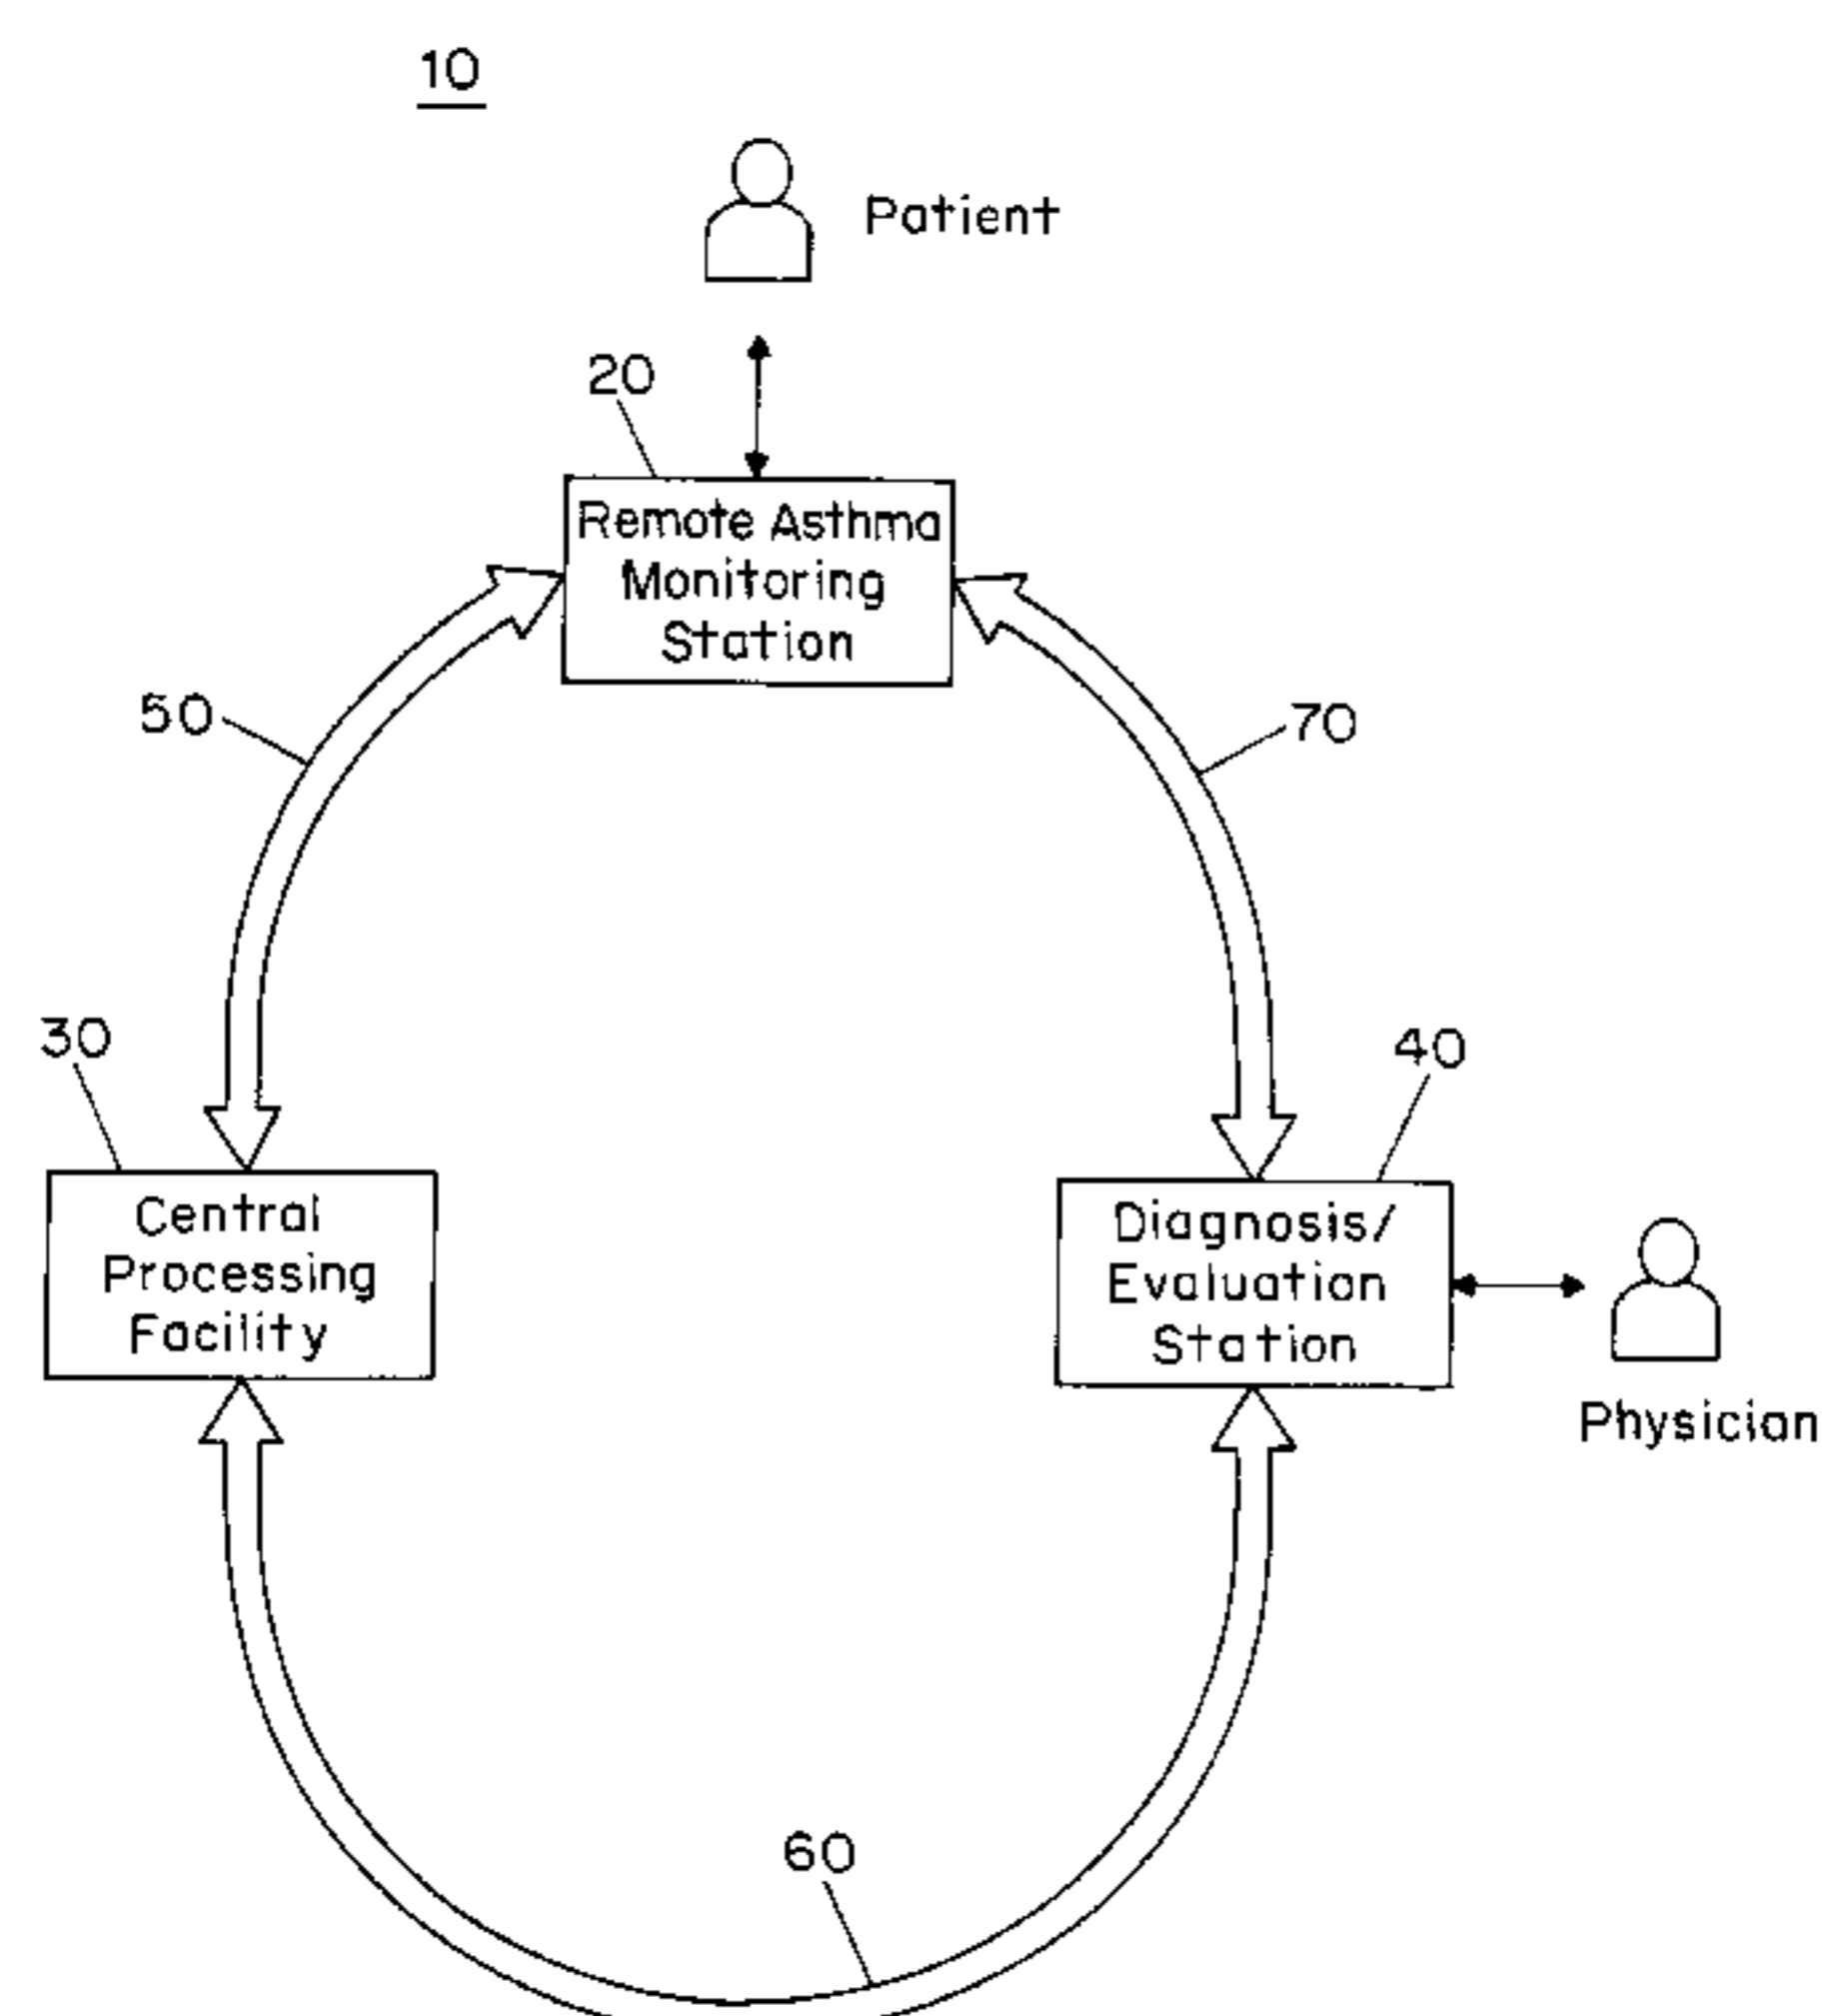 10
Patient
20
Remote Asthma
Monitoring
Station
50
70
30
40
Central
Processing
Facility
Diagnosis/
Evaluation
Station
Physician
60